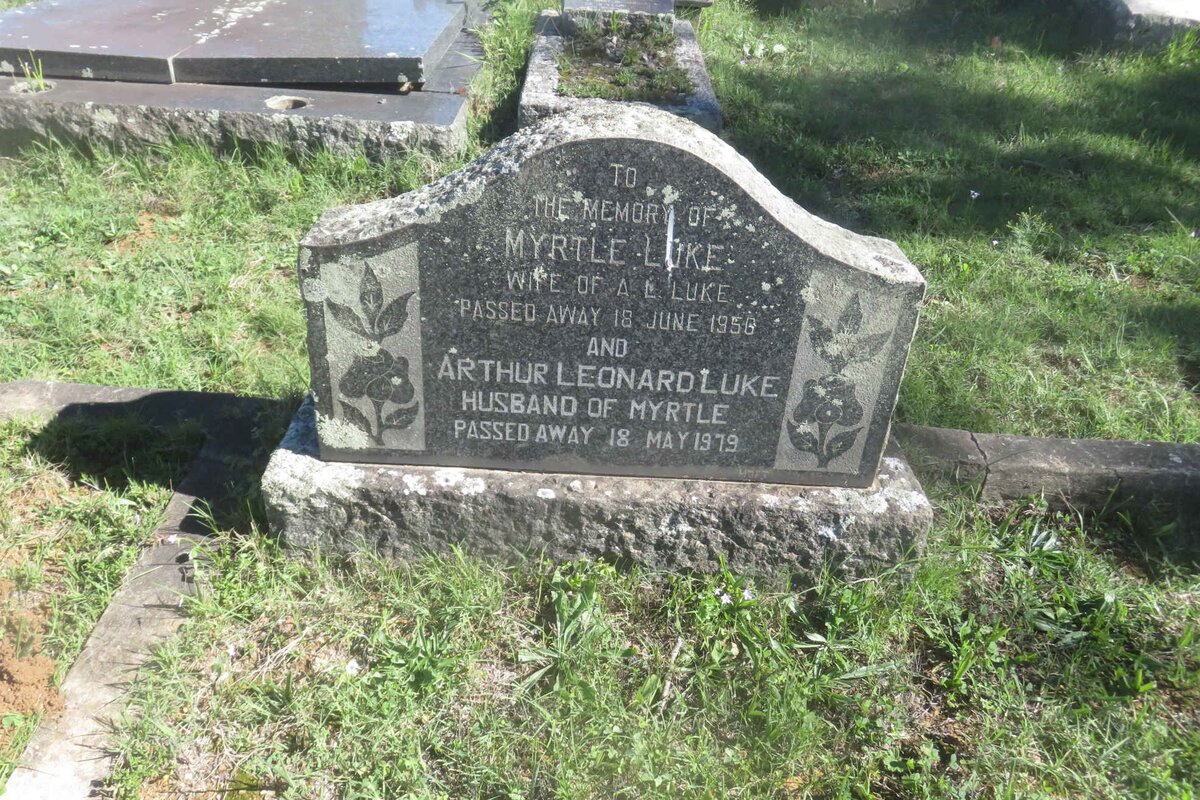 TO
THE MEMORY OF
MYRTLE LUKE
WIFE OF A L LUKE
PASSED AWAY 18 JUNE 1956
AND
ARTHUR LEONARD LUKE
HUSBAND OF MYRTLE
PASSED AWAY 18 MAY 1979